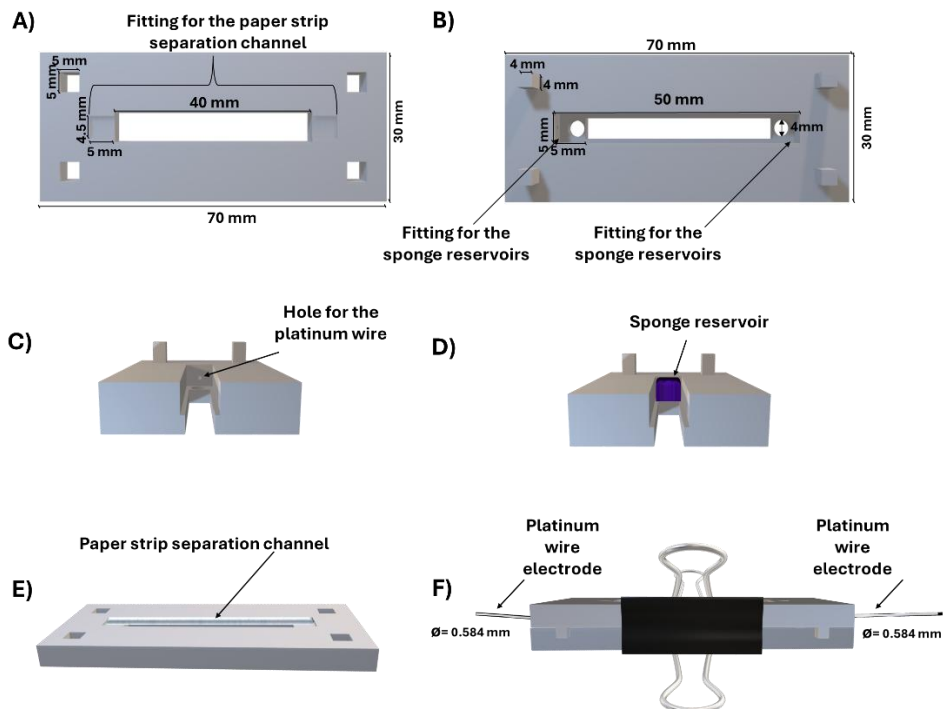 A)
Fitting for the paper strip
separation channel
5 mm
5 mm
40 mm
4.5 mm
5 mm
30 mm
70 mm
B)
70 mm
4 mm
4 mm
50 mm
5 mm
5 mm
4mm
30 mm
Fitting for the
sponge reservoirs
Fitting for the
sponge reservoirs
C)
Hole for the
platinum wire
D)
Sponge reservoir
E)
Paper strip separation channel
F)
Platinum
wire
electrode
Platinum
wire
electrode
Ø= 0.584 mm
Ø= 0.584 mm